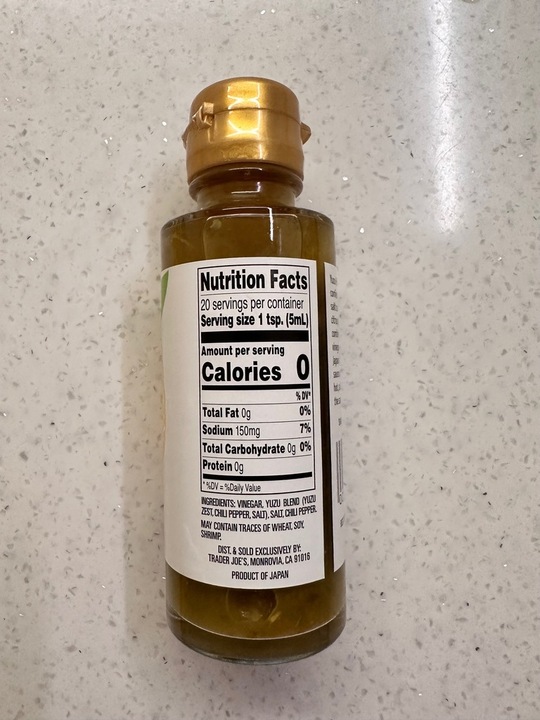 Nutrition Facts
20 servings per container
Serving size 1 tsp. (5mL)
Amount per serving
Calories 0
% DV*
Total Fat 0g 0%
Sodium 150mg 7%
Total Carbohydrate 0g 0%
Protein 0g
* %DV = %Daily Value
INGREDIENTS: VINEGAR, YUZU BLEND (YUZU
ZEST, CHILI PEPPER, SALT), SALT, CHILI PEPPER.
MAY CONTAIN TRACES OF WHEAT, SOY,
SHRIMP.
DIST. & SOLD EXCLUSIVELY BY:
TRADER JOE'S, MONROVIA, CA 91016
PRODUCT OF JAPAN